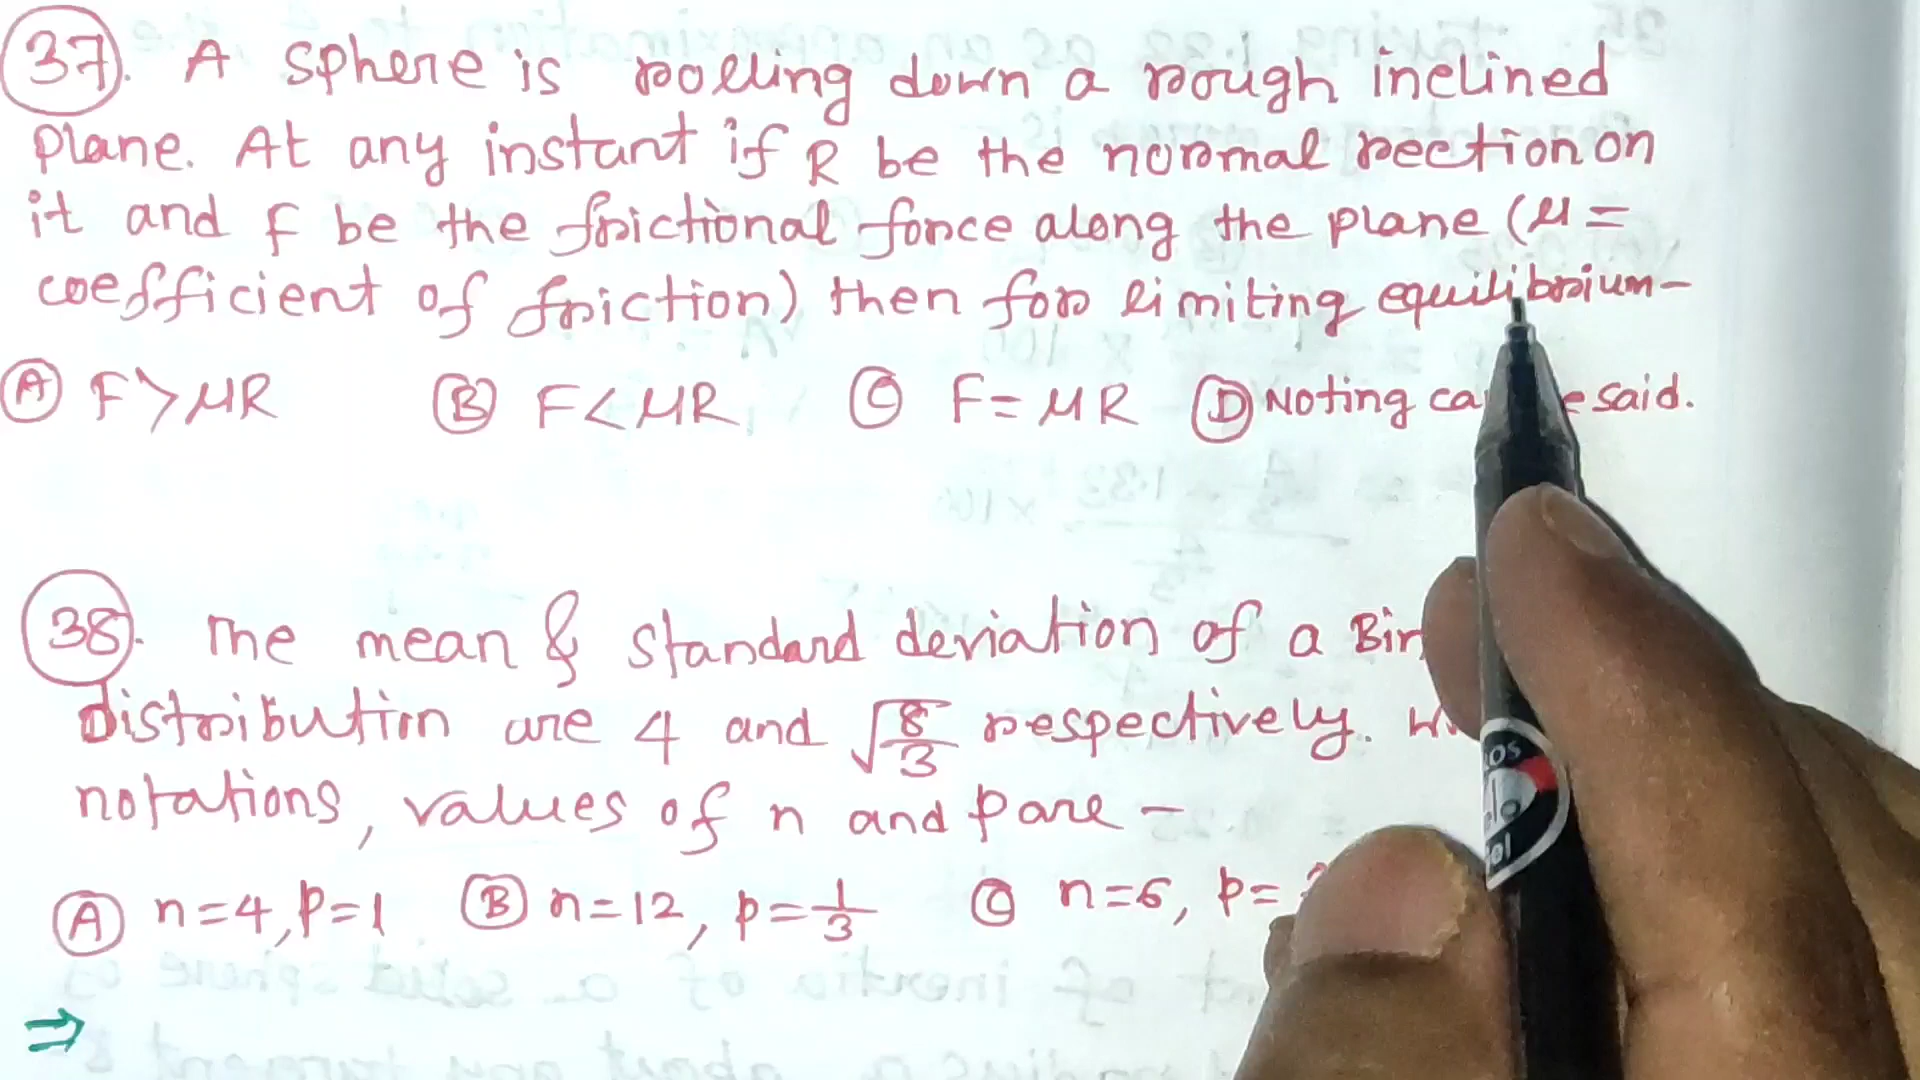 37. A sphere is rolling down a rough inclined
plane. At any instant if R be the normal rection on
it and F be the frictional force along the plane (μ=
coefficient of friction) then for limiting equilibrium-
A F>μR B F<μR C F=μR D Noting said.
38. The mean & standard deviation of a
Distribution are 4 and √8/3 respectively.
notations, values of n and p are -
A n=4, p=1 B n=12, p=1/3 C n=6, p=
⇒